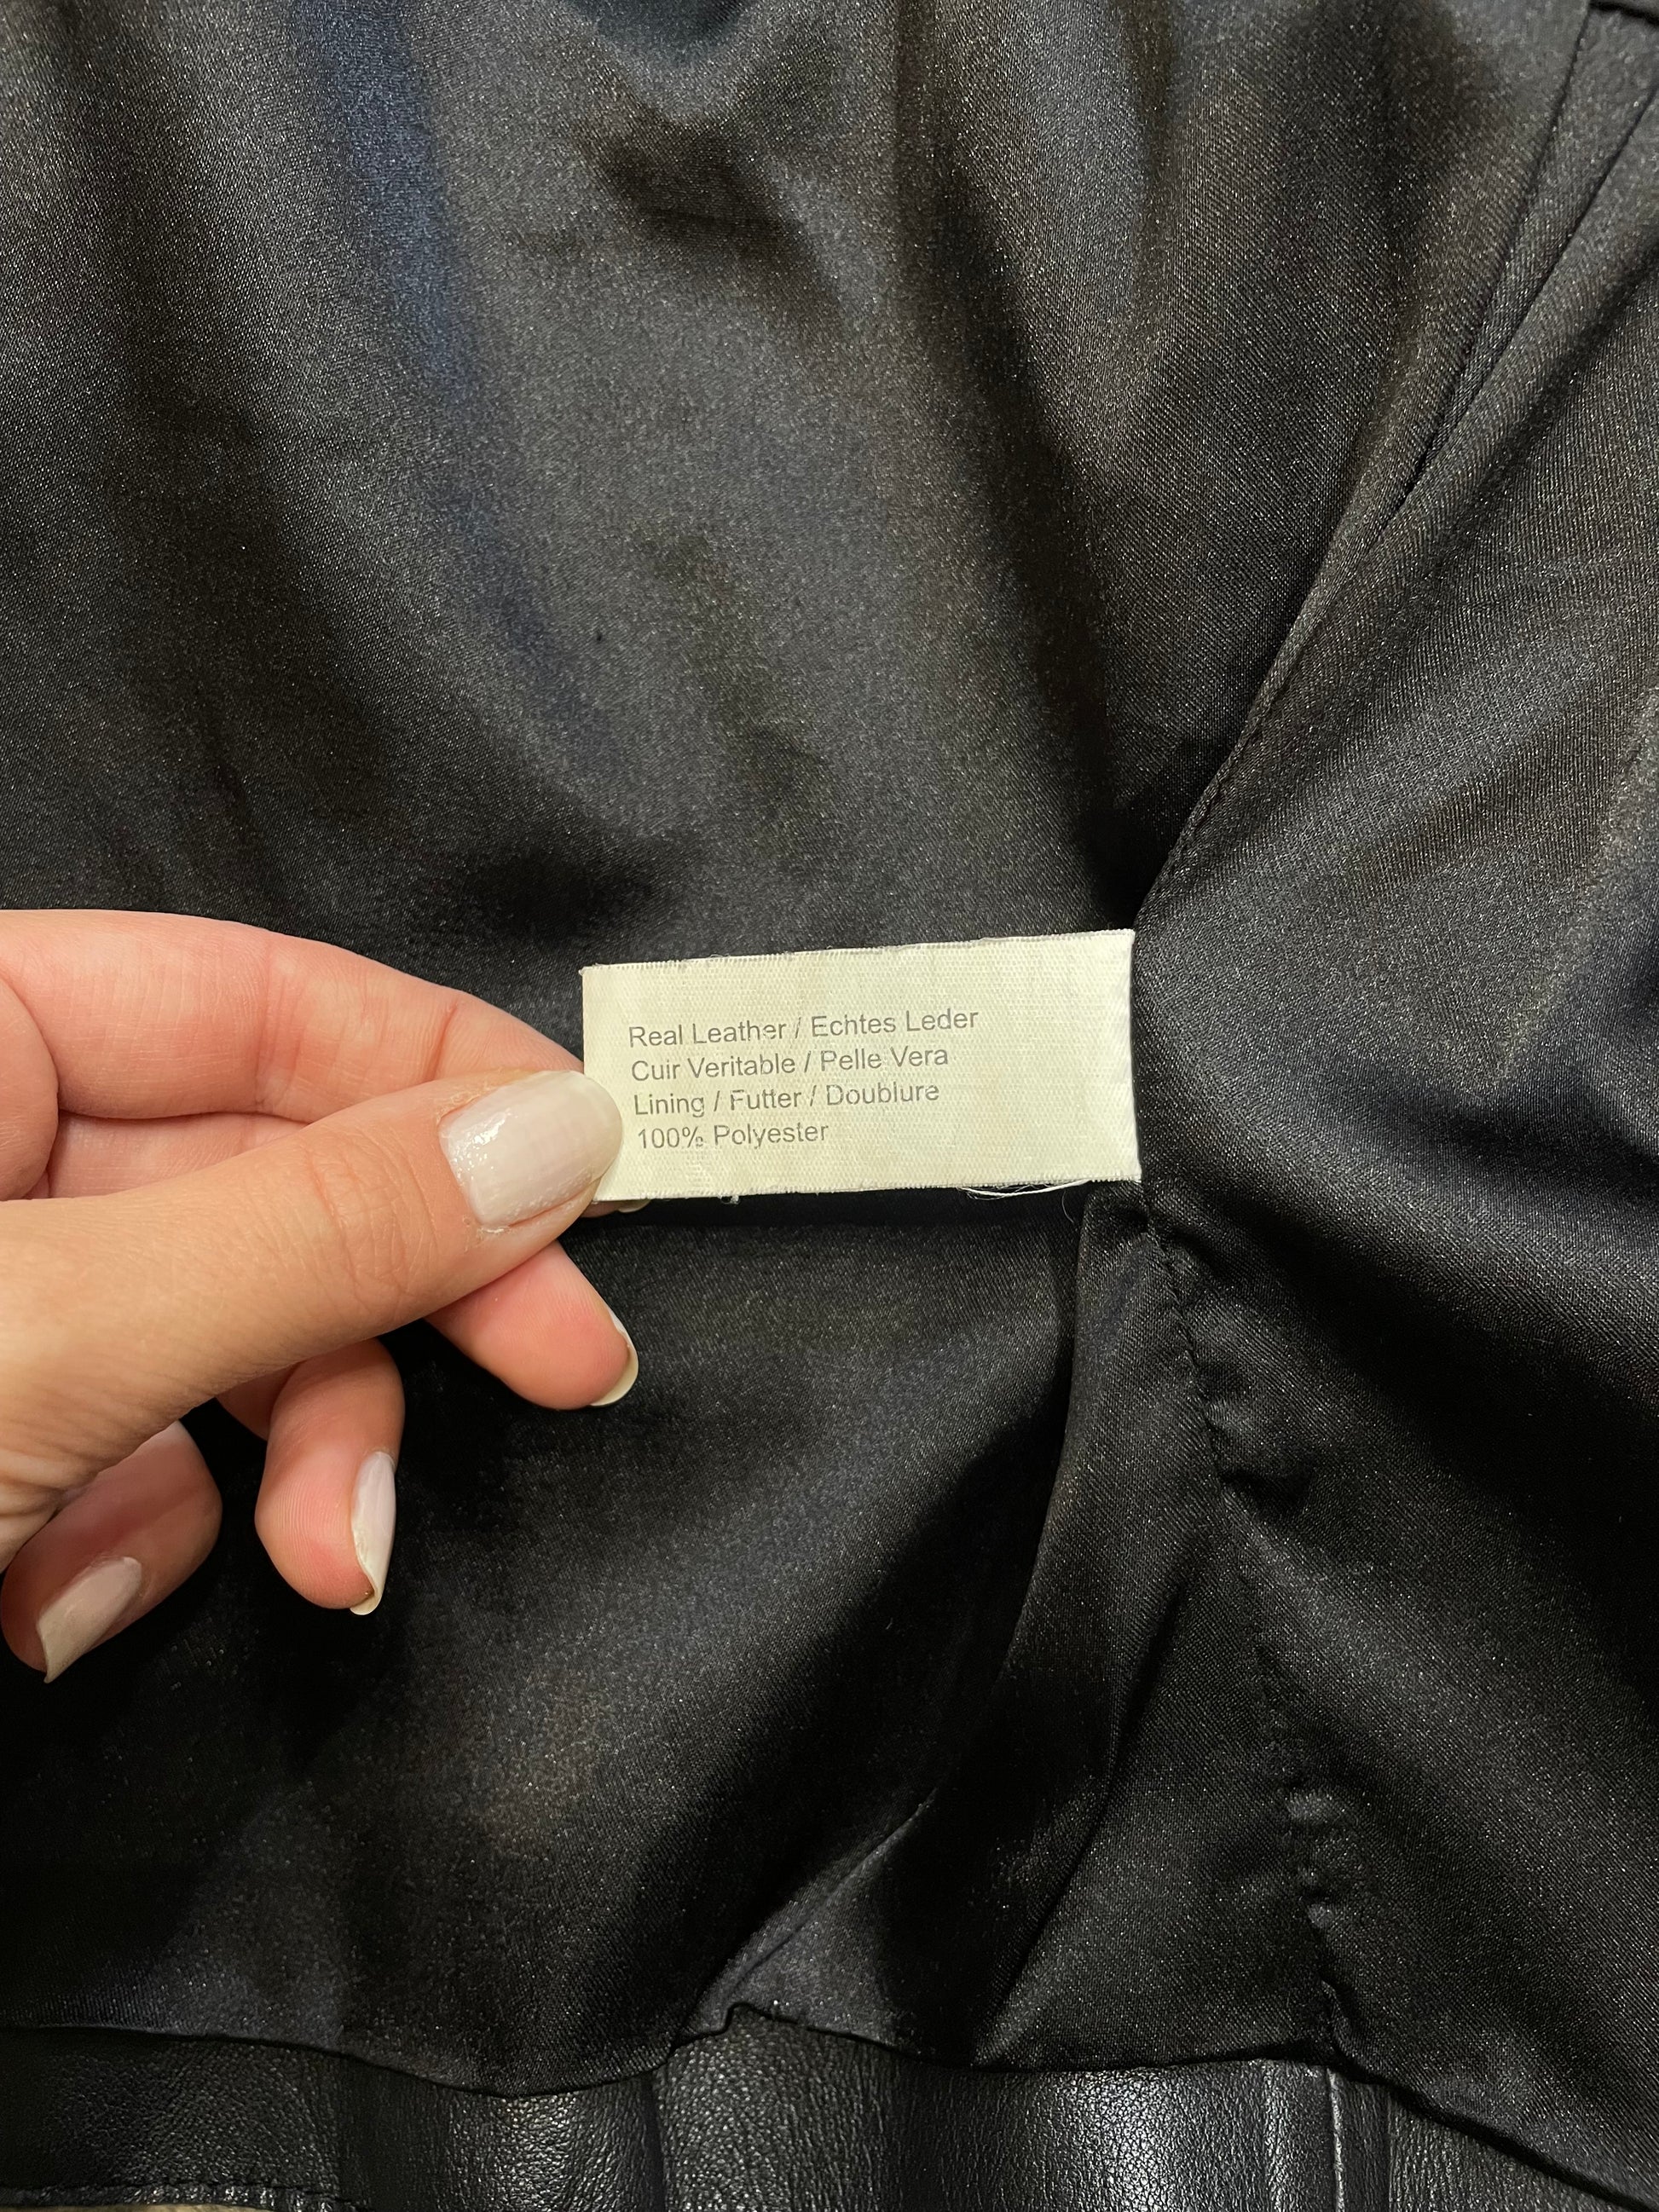 Real Leather / Echtes Leder
Cuir Veritable / Pelle Vera
Lining / Futter / Doublure
100% Polyester